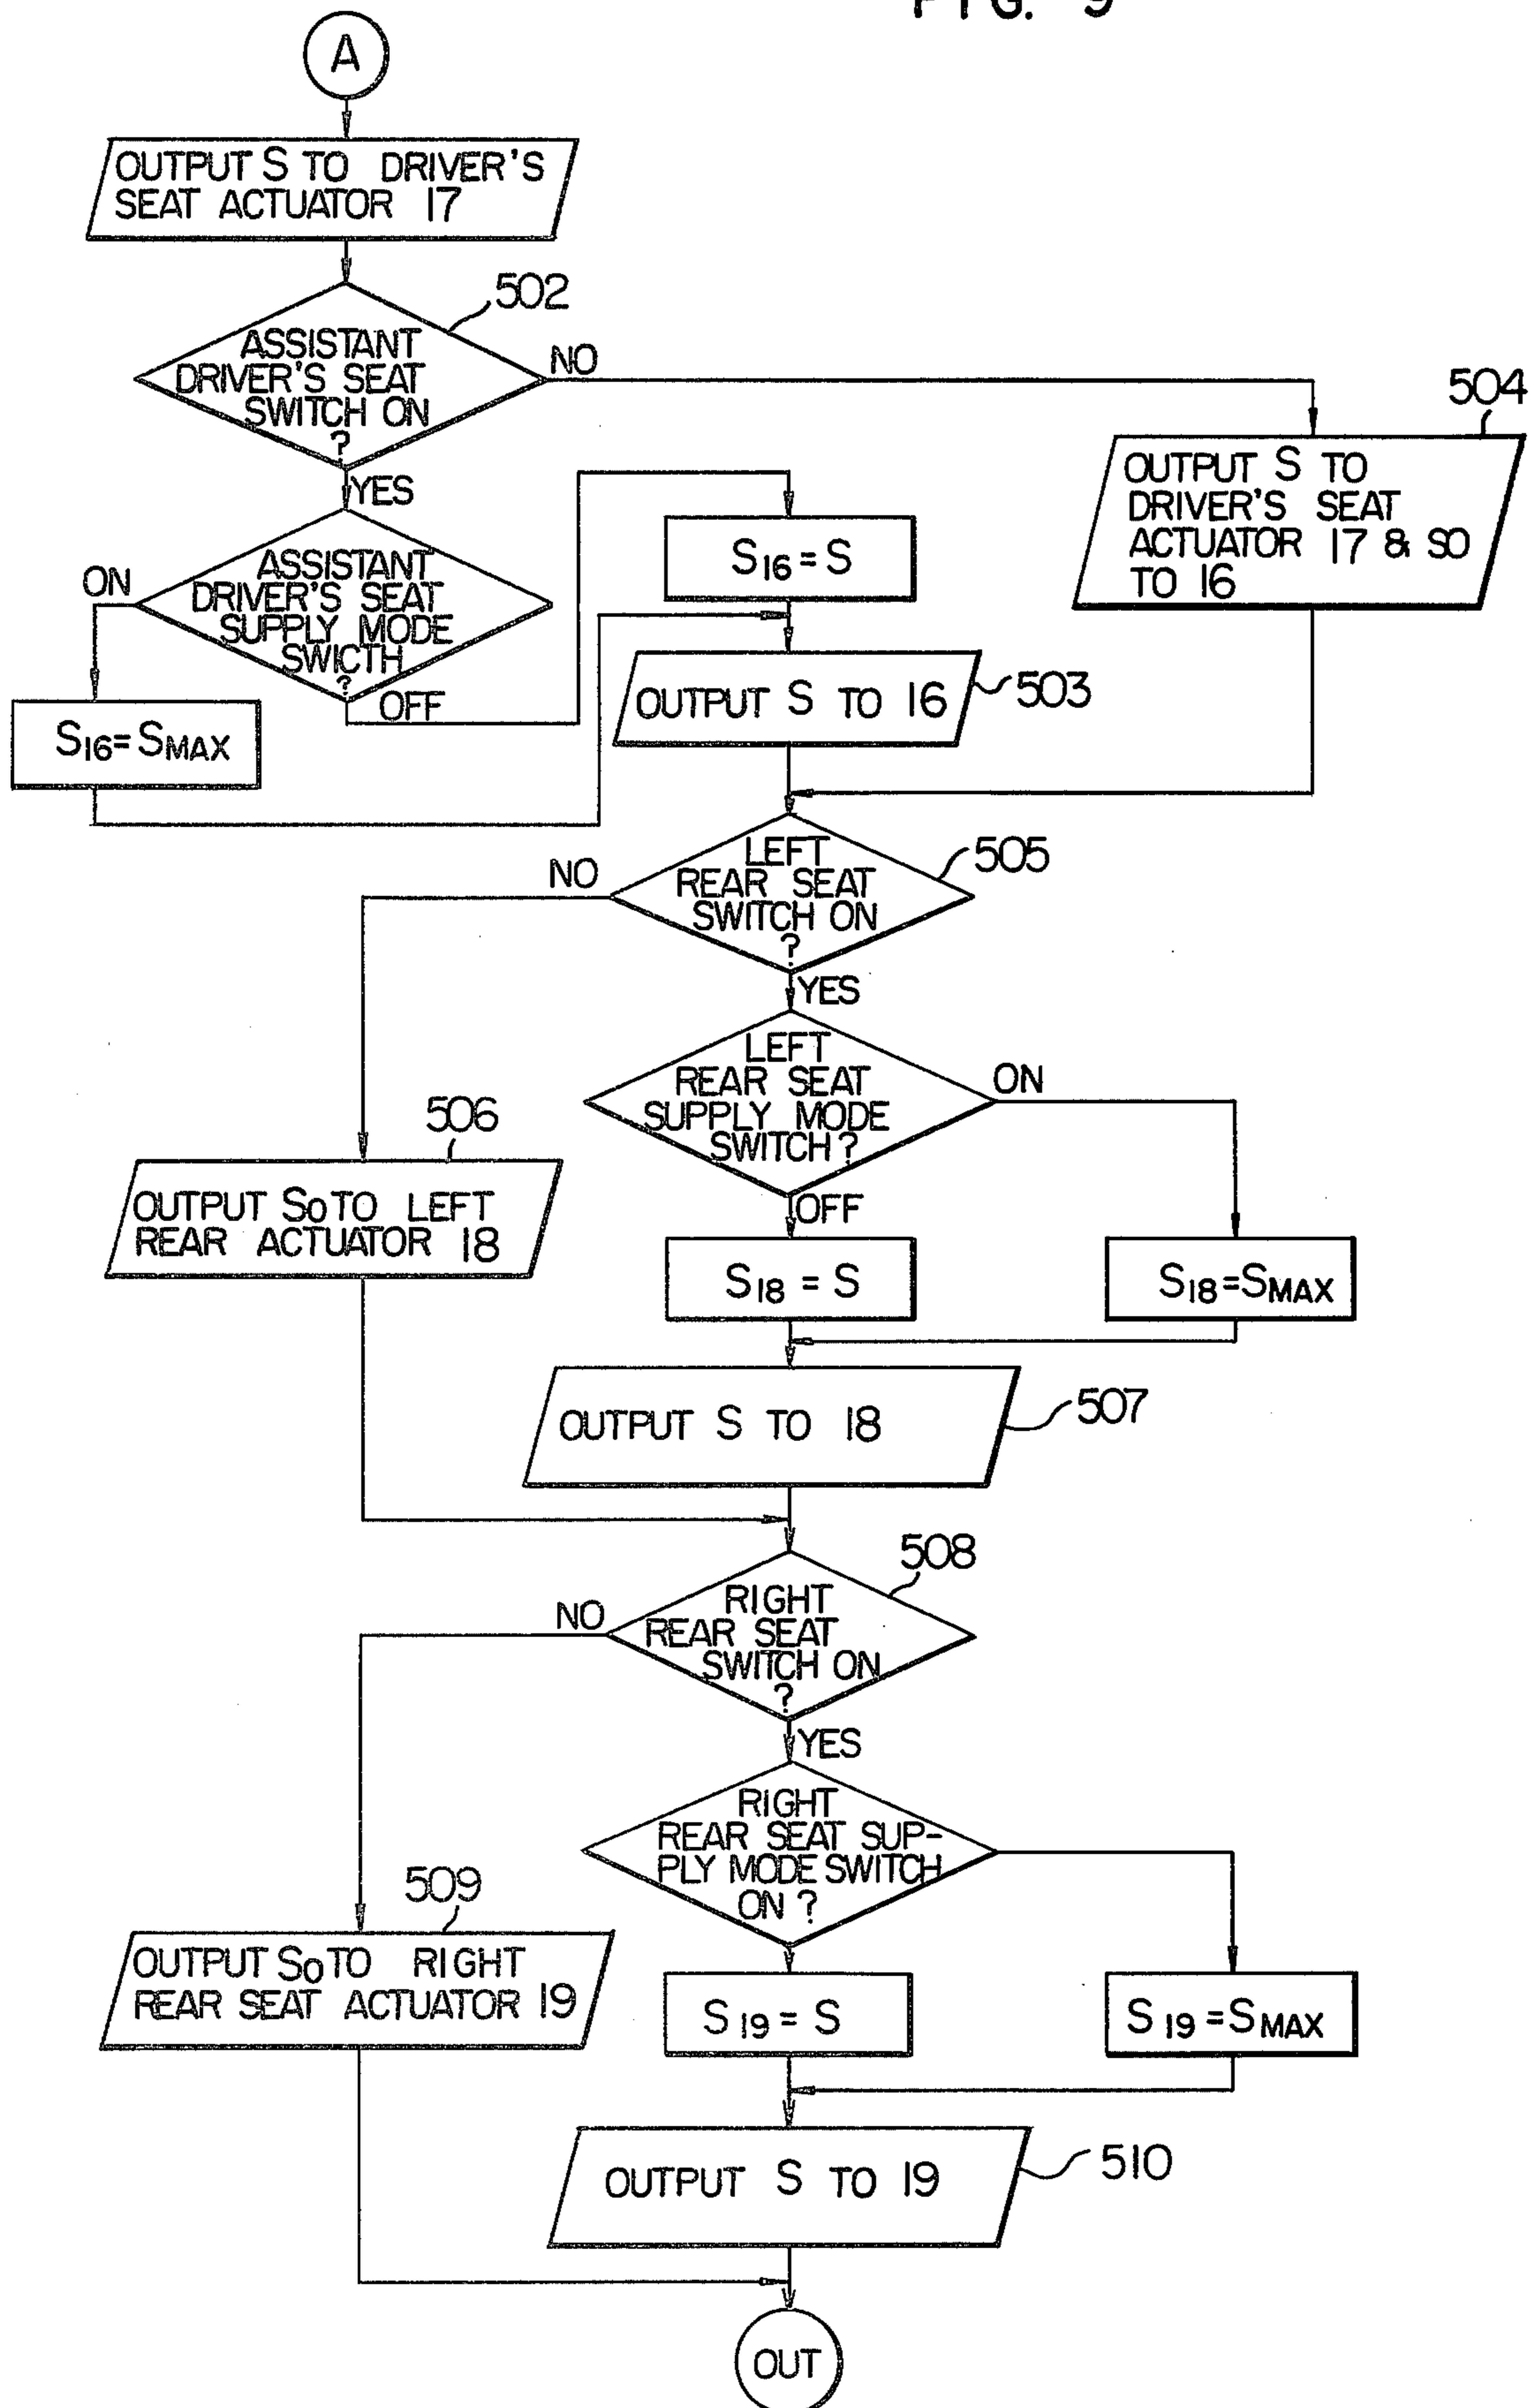 FIG. 9
A
OUTPUT S TO DRIVER'S
SEAT ACTUATOR 17
502
ASSISTANT
DRIVER'S SEAT
SWITCH ON
?
NO
YES
504
OUTPUT S TO
DRIVER'S SEAT
ACTUATOR 17 & SO
TO 16
ASSISTANT
DRIVER'S SEAT
SUPPLY MODE
SWICTH
?
ON
OFF
S16 = S
S16 = SMAX
OUTPUT S TO 16
503
LEFT
REAR SEAT
SWITCH ON
?
505
NO
YES
LEFT
REAR SEAT
SUPPLY MODE
SWITCH ?
ON
OFF
506
OUTPUT So TO LEFT
REAR ACTUATOR 18
S18 = S
S18 = SMAX
OUTPUT S TO 18
507
508
RIGHT
REAR SEAT
SWITCH ON
?
NO
YES
RIGHT
REAR SEAT SUP-
PLY MODE SWITCH
ON ?
509
OUTPUT So TO RIGHT
REAR SEAT ACTUATOR 19
S19 = S
S19 = SMAX
OUTPUT S TO 19
510
OUT